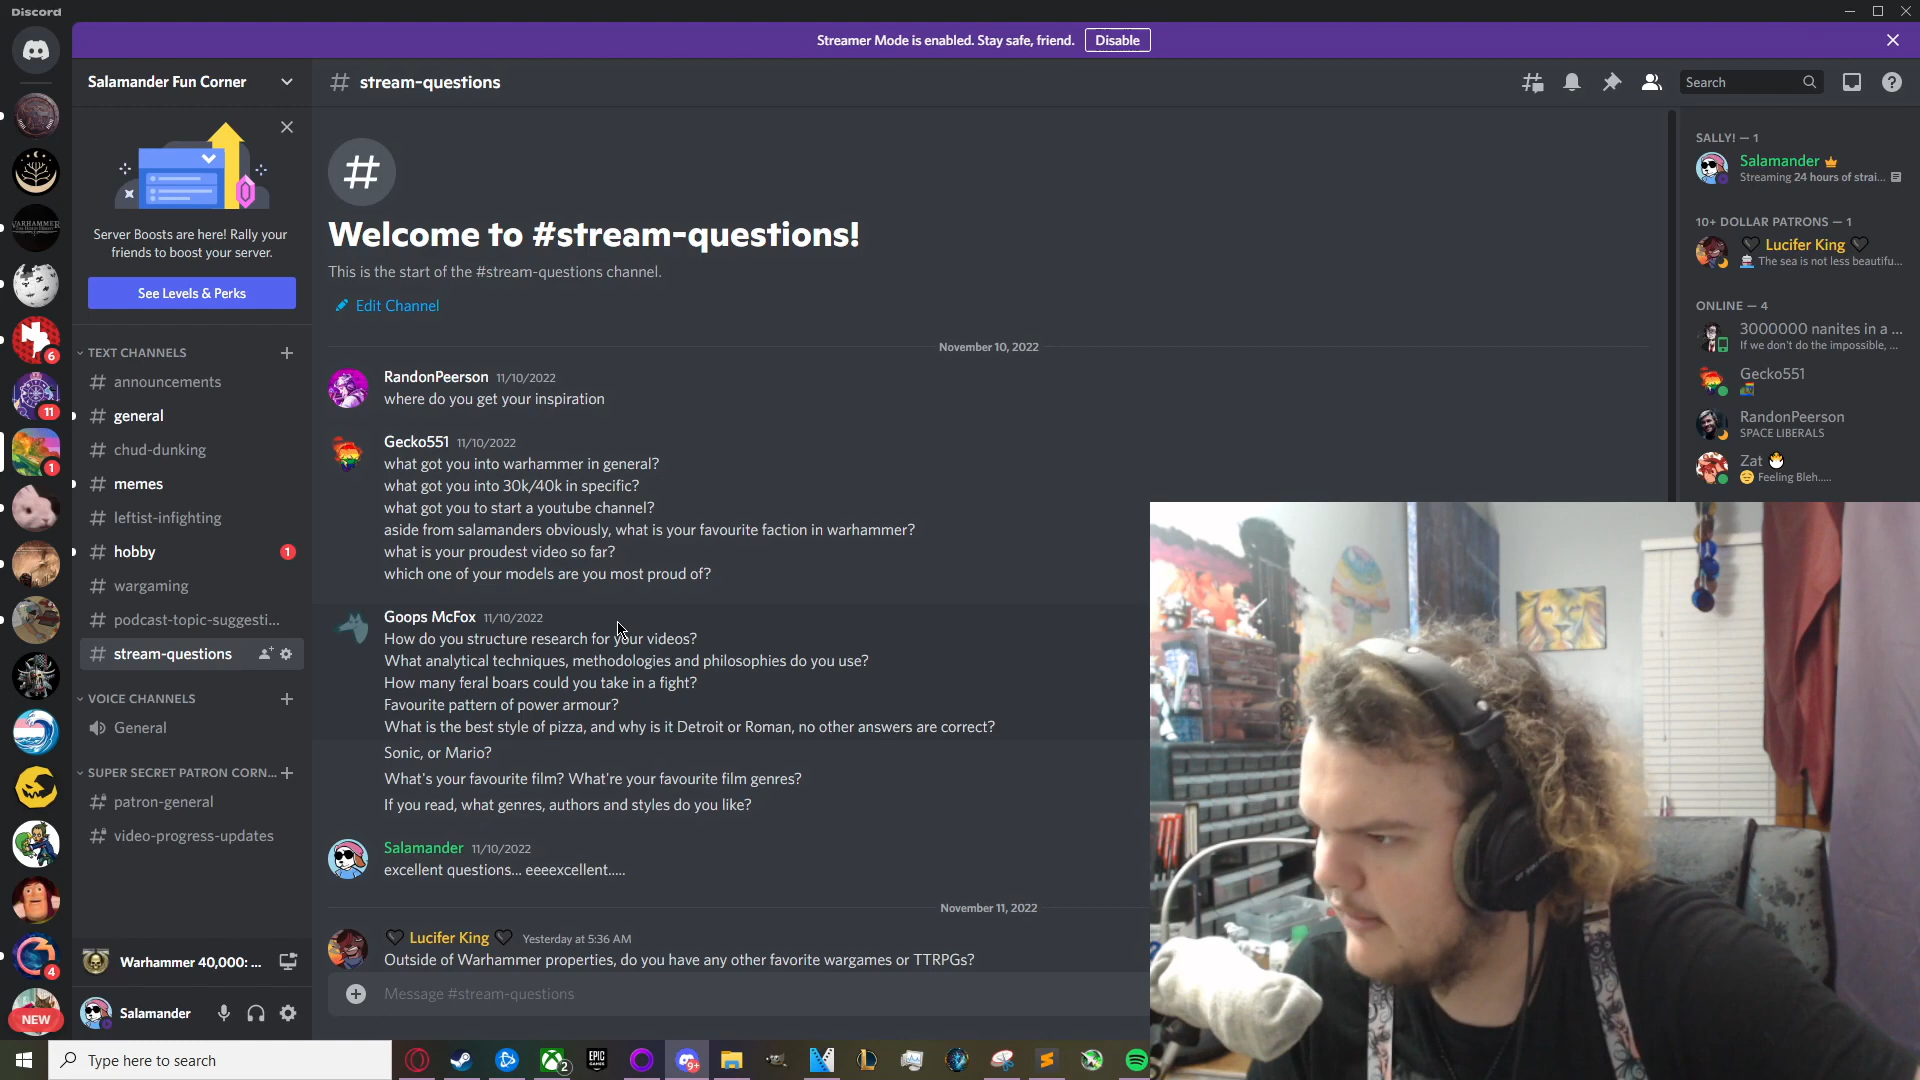 Discord
Streamer Mode is enabled. Stay safe, friend. Disable
Salamander Fun Corner
stream-questions
Search
Server Boosts are here! Rally your
friends to boost your server.
See Levels & Perks
TEXT CHANNELS
announcements
general
chud-dunking
memes
leftist-infighting
hobby 1
wargaming
podcast-topic-suggesti...
stream-questions
VOICE CHANNELS
General
SUPER SECRET PATRON CORN...
patron-general
video-progress-updates
Warhammer 40,000: ...
Salamander
6
11
1
4
NEW
Welcome to #stream-questions!
This is the start of the #stream-questions channel.
Edit Channel
November 10, 2022
RandonPeerson 11/10/2022
where do you get your inspiration
Gecko551 11/10/2022
what got you into warhammer in general?
what got you into 30k/40k in specific?
what got you to start a youtube channel?
aside from salamanders obviously, what is your favourite faction in warhammer?
what is your proudest video so far?
which one of your models are you most proud of?
Goops McFox 11/10/2022
How do you structure research for your videos?
What analytical techniques, methodologies and philosophies do you use?
How many feral boars could you take in a fight?
Favourite pattern of power armour?
What is the best style of pizza, and why is it Detroit or Roman, no other answers are correct?
Sonic, or Mario?
What's your favourite film? What're your favourite film genres?
If you read, what genres, authors and styles do you like?
Salamander 11/10/2022
excellent questions... eeeexcellent.....
November 11, 2022
Lucifer King Yesterday at 5:36 AM
Outside of Warhammer properties, do you have any other favorite wargames or TTRPGs?
Message #stream-questions
SALLY! — 1
Salamander
Streaming 24 hours of strai...
10+ DOLLAR PATRONS — 1
Lucifer King
The sea is not less beautifu...
ONLINE — 4
3000000 nanites in a ...
If we don't do the impossible, ...
Gecko551
RandonPeerson
SPACE LIBERALS
Zat
Feeling Bleh.....
Type here to search
2
EPIC
GAMES
9+